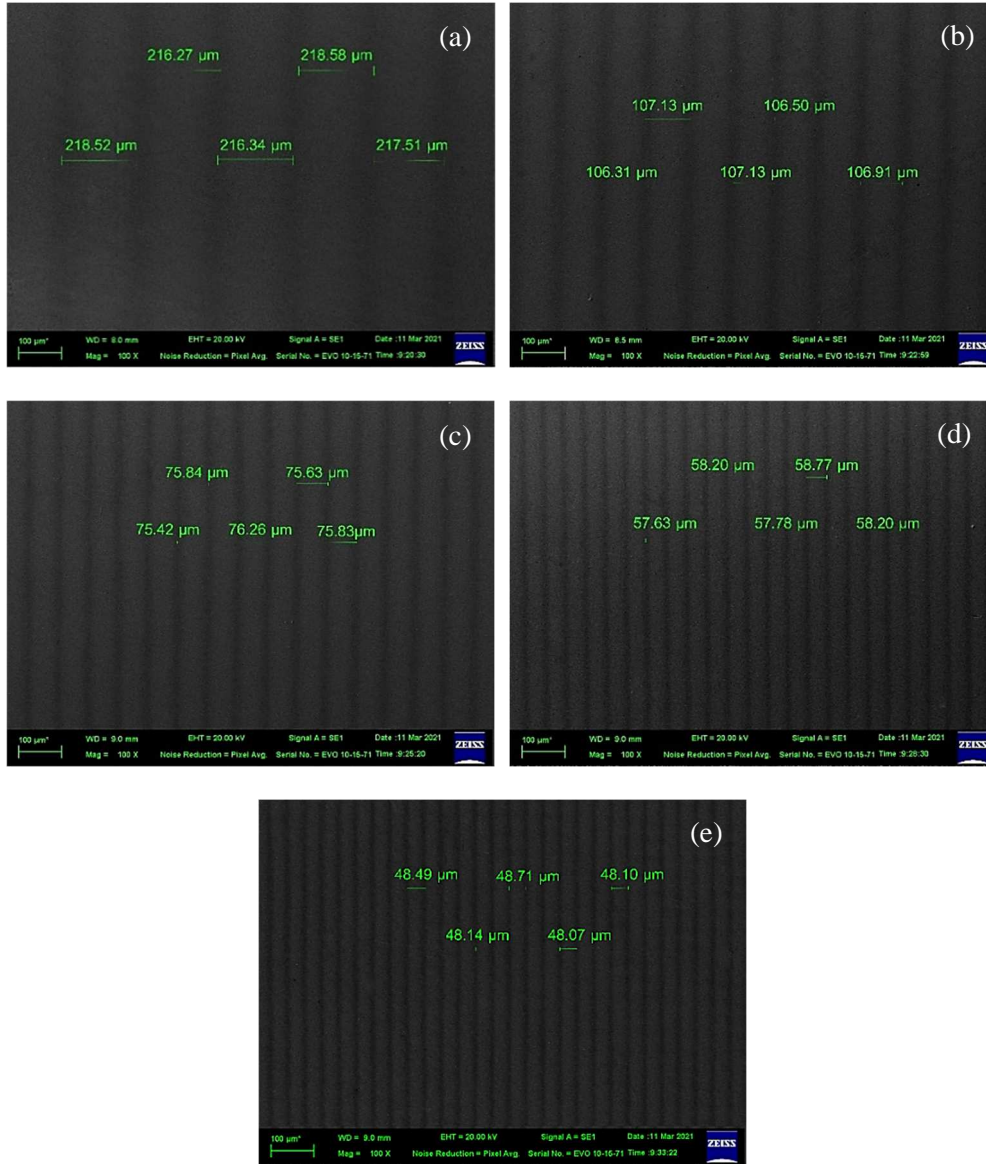 (a)
216.27 µm 218.58 µm
218.52 µm 216.34 µm 217.51 µm
100 µm* WD = 8.0 mm EHT = 20.00 kV Signal A = SE1 Date :11 Mar 2021
Mag = 100 X Noise Reduction = Pixel Avg. Serial No. = EVO 10-15-71 Time :9:20:30
ZEISS
(b)
107.13 µm 106.50 µm
106.31 µm 107.13 µm 106.91 µm
100 µm* WD = 8.5 mm EHT = 20.00 kV Signal A = SE1 Date :11 Mar 2021
Mag = 100 X Noise Reduction = Pixel Avg. Serial No. = EVO 10-15-71 Time :9:22:59
ZEISS
(c)
75.84 µm 75.63 µm
75.42 µm 76.26 µm 75.83µm
100 µm* WD = 9.0 mm EHT = 20.00 kV Signal A = SE1 Date :11 Mar 2021
Mag = 100 X Noise Reduction = Pixel Avg. Serial No. = EVO 10-15-71 Time :9:25:20
ZEISS
(d)
58.20 µm 58.77 µm
57.63 µm 57.78 µm 58.20 µm
100 µm* WD = 9.0 mm EHT = 20.00 kV Signal A = SE1 Date :11 Mar 2021
Mag = 100 X Noise Reduction = Pixel Avg. Serial No. = EVO 10-15-71 Time :9:28:30
ZEISS
(e)
48.49 µm 48.71 µm 48.10 µm
48.14 µm 48.07 µm
100 µm* WD = 9.0 mm EHT = 20.00 kV Signal A = SE1 Date :11 Mar 2021
Mag = 100 X Noise Reduction = Pixel Avg. Serial No. = EVO 10-15-71 Time :9:33:22
ZEISS